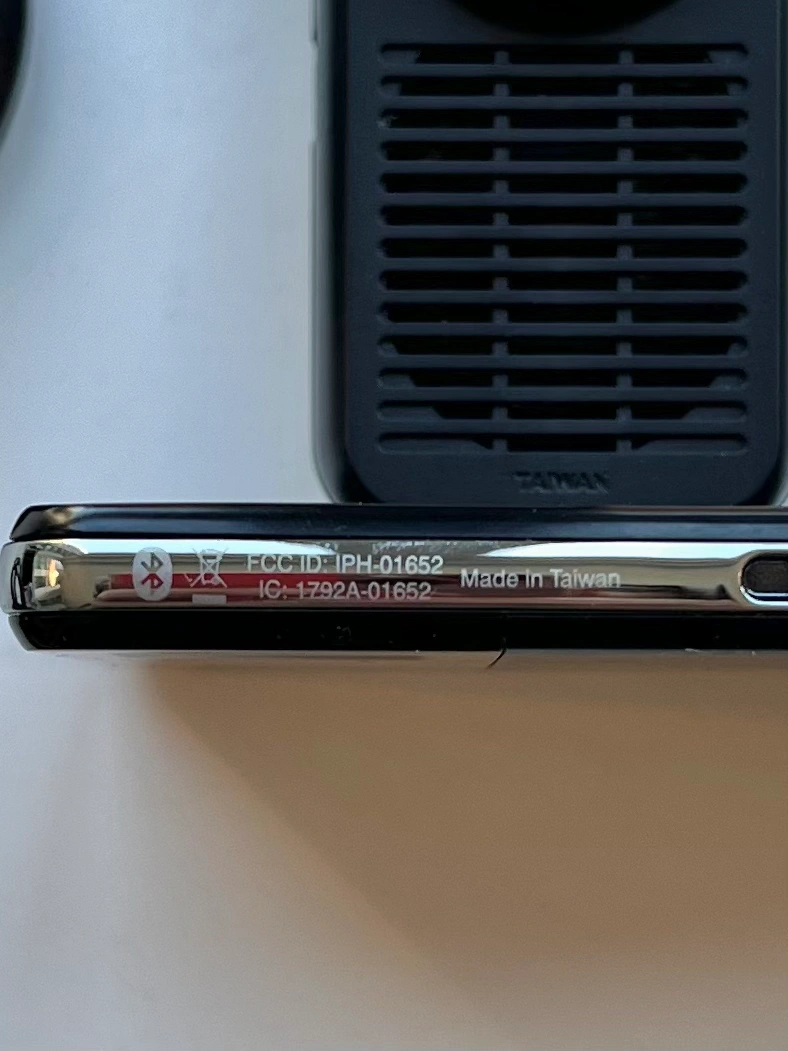 TAIWAN
FCC ID: IPH-01652
IC: 1792A-01652
Made in Taiwan